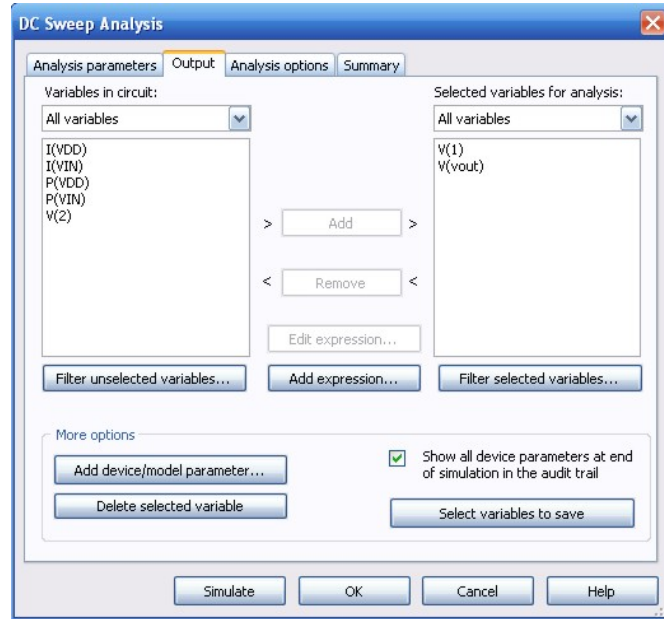 DC Sweep Analysis
Analysis parameters Output Analysis options Summary
Variables in circuit:
Selected variables for analysis:
All variables
All variables
I(VDD)
I(VIN)
P(VDD)
P(VIN)
V(2)
V(1)
V(vout)
> Add >
< Remove <
Edit expression...
Filter unselected variables... Add expression... Filter selected variables...
More options
Add device/model parameter...
Delete selected variable
Show all device parameters at end
of simulation in the audit trail
Select variables to save
Simulate OK Cancel Help